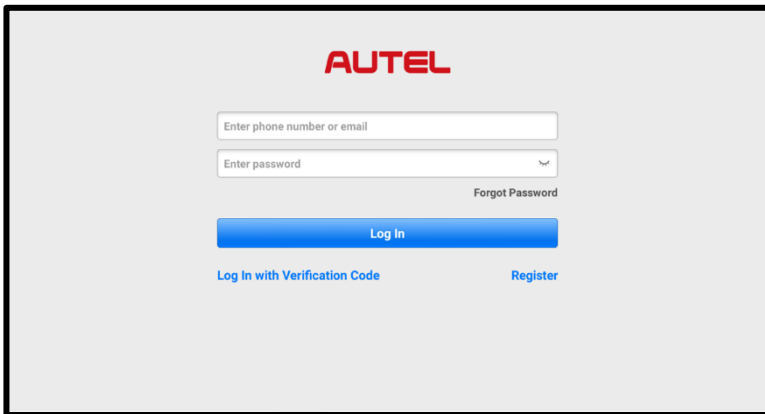 AUTEL
Enter phone number or email
Enter password
Forgot Password
Log In
Log In with Verification Code Register